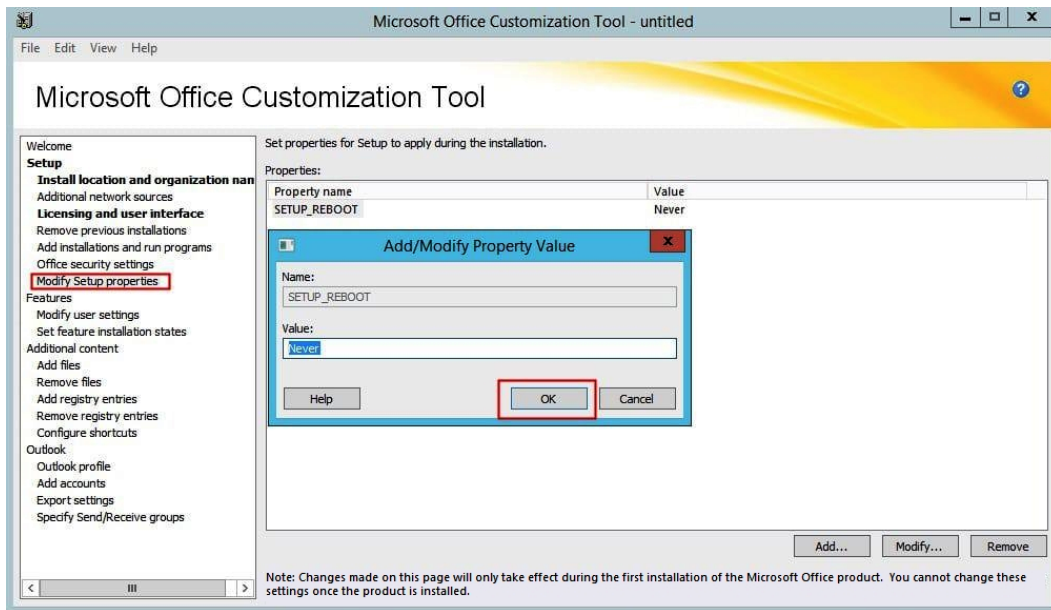 Microsoft Office Customization Tool - untitled
File Edit View Help
Microsoft Office Customization Tool
Welcome
Setup
Install location and organization nan
Additional network sources
Licensing and user interface
Remove previous installations
Add installations and run programs
Office security settings
Modify Setup properties
Features
Modify user settings
Set feature installation states
Additional content
Add files
Remove files
Add registry entries
Remove registry entries
Configure shortcuts
Outlook
Outlook profile
Add accounts
Export settings
Specify Send/Receive groups
Set properties for Setup to apply during the installation.
Properties:
Property name Value
SETUP_REBOOT Never
Add/Modify Property Value
Name:
SETUP_REBOOT
Value:
Never
Help OK Cancel
Add... Modify... Remove
Note: Changes made on this page will only take effect during the first installation of the Microsoft Office product. You cannot change these
settings once the product is installed.